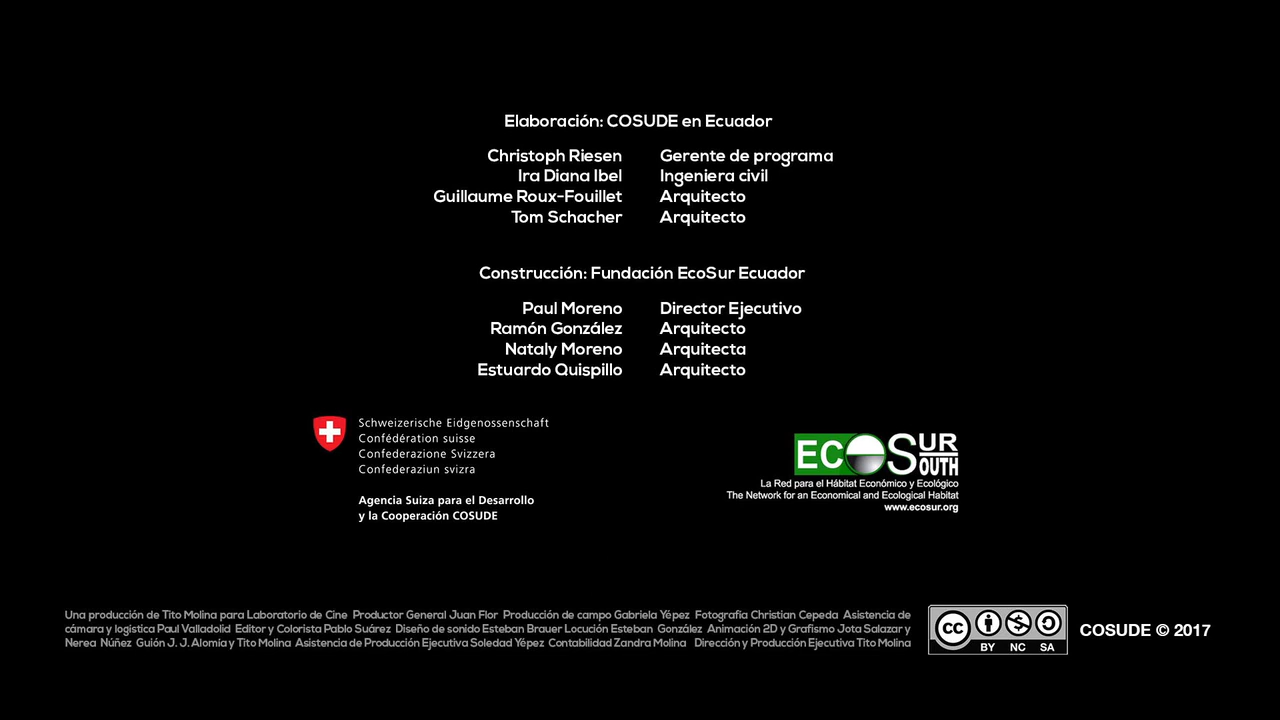 Elaboración: COSUDE en Ecuador
Christoph Riesen Gerente de programa
Ira Diana Ibel Ingeniera civil
Guillaume Roux-Fouillet Arquitecto
Tom Schacher Arquitecto
Construcción: Fundación EcoSur Ecuador
Paul Moreno Director Ejecutivo
Ramón González Arquitecto
Nataly Moreno Arquitecta
Estuardo Quispillo Arquitecto
Schweizerische Eidgenossenschaft
Confédération suisse
Confederazione Svizzera
Confederaziun svizra
Agencia Suiza para el Desarrollo
y la Cooperación COSUDE
ECOSUR
SOUTH
La Red para el Hábitat Económico y Ecológico
The Network for an Economical and Ecological Habitat
www.ecosur.org
Una producción de Tito Molina para Laboratorio de Cine Productor General Juan Flor Producción de campo Gabriela Yépez Fotografía Christian Cepeda Asistencia de
cámara y logística Paul Valladolid Editor y Colorista Pablo Suárez Diseño de sonido Esteban Brauer Locución Esteban González Animación 2D y Grafismo Jota Salazar y
Nerea Núñez Guión J. J. Alomía y Tito Molina Asistencia de Producción Ejecutiva Soledad Yépez Contabilidad Zandra Molina Dirección y Producción Ejecutiva Tito Molina
cc
BY NC SA
COSUDE © 2017